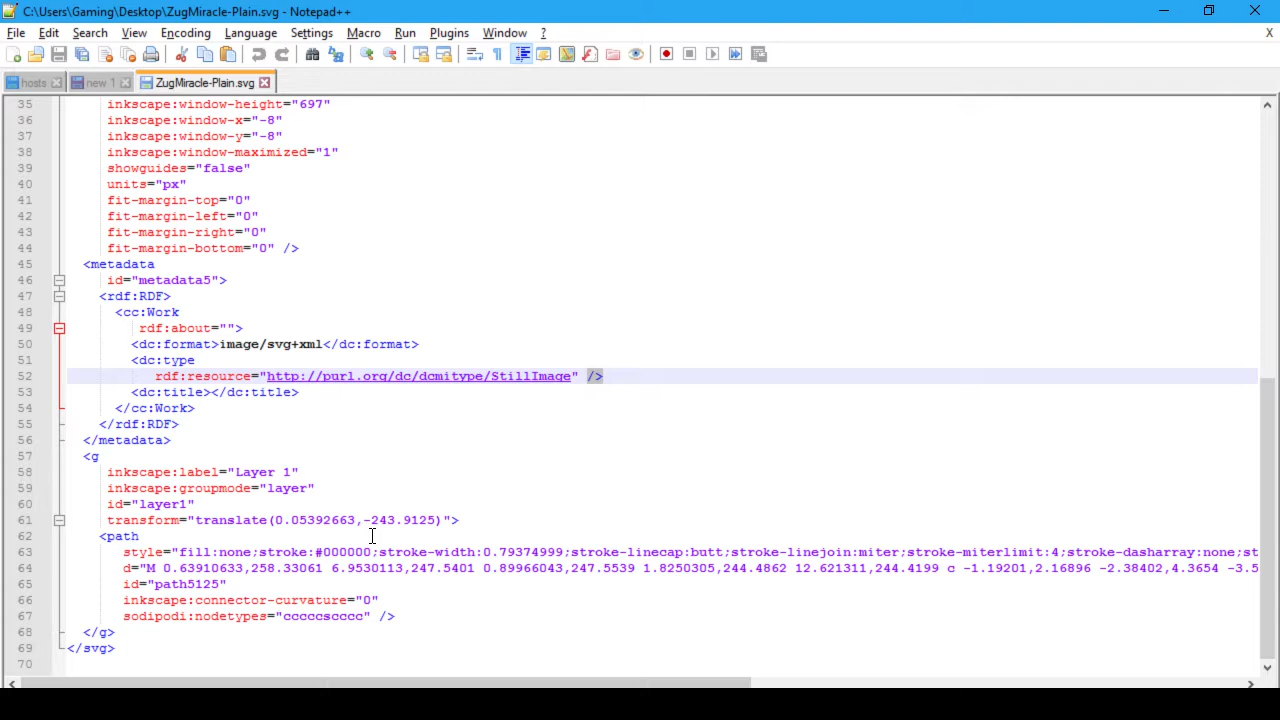 C:\Users\Gaming\Desktop\ZugMiracle-Plain.svg - Notepad++
File Edit Search View Encoding Language Settings Macro Run Plugins Window ? X
hosts new 1 ZugMiracle-Plain.svg
35 inkscape:window-height="697"
36 inkscape:window-x="-8"
37 inkscape:window-y="-8"
38 inkscape:window-maximized="1"
39 showguides="false"
40 units="px"
41 fit-margin-top="0"
42 fit-margin-left="0"
43 fit-margin-right="0"
44 fit-margin-bottom="0" />
45 <metadata
46 id="metadata5">
47 <rdf:RDF>
48 <cc:Work
49 rdf:about="">
50 <dc:format>image/svg+xml</dc:format>
51 <dc:type
52 rdf:resource="http://purl.org/dc/dcmitype/StillImage" />
53 <dc:title></dc:title>
54 </cc:Work>
55 </rdf:RDF>
56 </metadata>
57 <g
58 inkscape:label="Layer 1"
59 inkscape:groupmode="layer"
60 id="layer1"
61 transform="translate(0.05392663,-243.9125)">
62 <path
63 style="fill:none;stroke:#000000;stroke-width:0.79374999;stroke-linecap:butt;stroke-linejoin:miter;stroke-miterlimit:4;stroke-dasharray:none;st
64 d="M 0.63910633,258.33061 6.9530113,247.5401 0.89966043,247.5539 1.8250305,244.4862 12.621311,244.4199 c -1.19201,2.16896 -2.38402,4.3654 -3.5
65 id="path5125"
66 inkscape:connector-curvature="0"
67 sodipodi:nodetypes="cccccscccc" />
68 </g>
69 </svg>
70